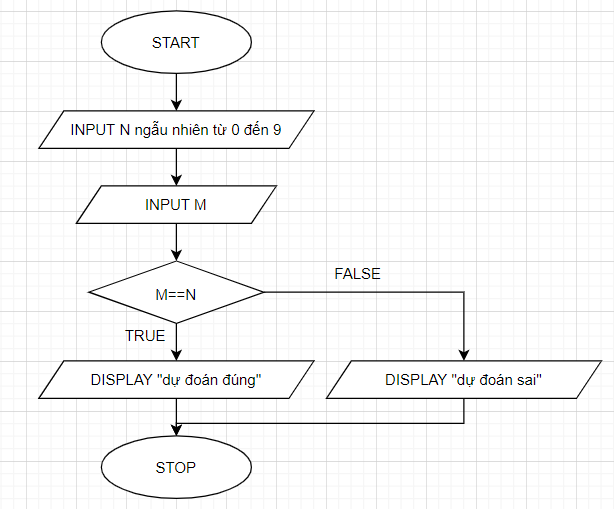 START
INPUT N ngẫu nhiên từ 0 đến 9
INPUT M
M==N
FALSE
TRUE
DISPLAY "dự đoán đúng"
DISPLAY "dự đoán sai"
STOP